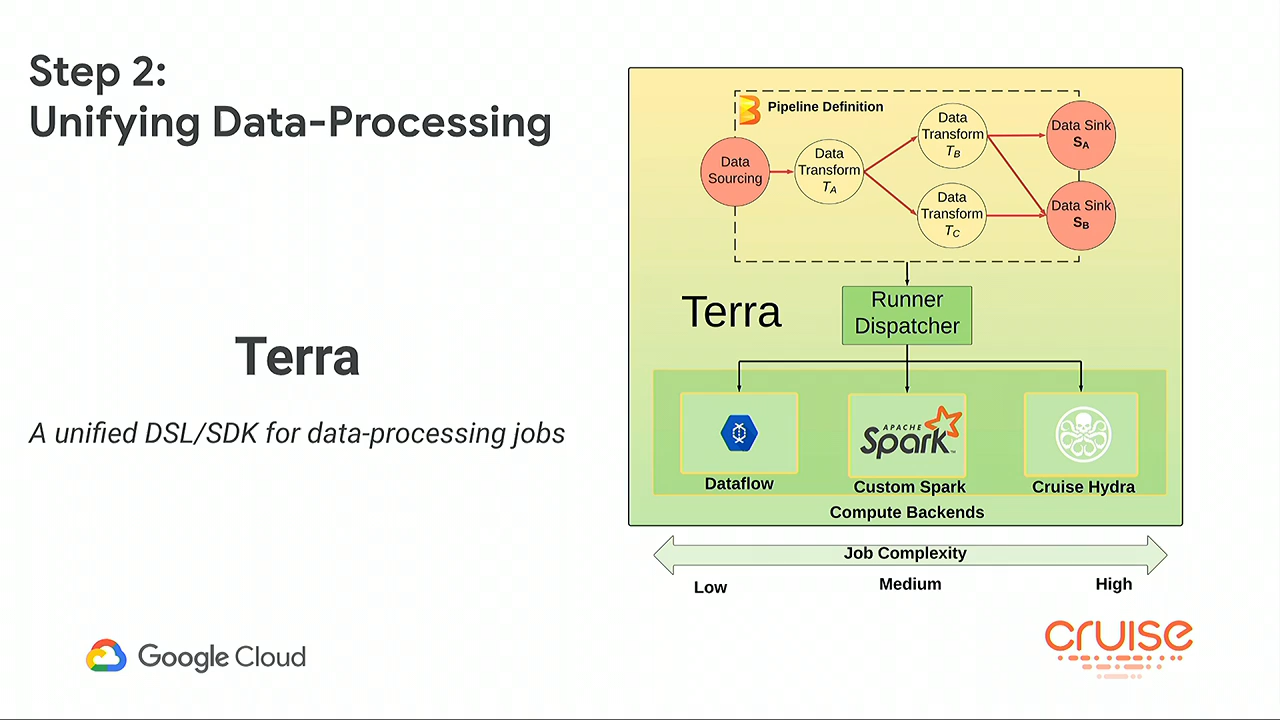 Step 2:
Unifying Data-Processing
Terra
A unified DSL/SDK for data-processing jobs
Pipeline Definition
Data
Sourcing
Data
Transform
TA
Data
Transform
TB
Data
Transform
TC
Data Sink
SA
Data Sink
SB
Terra
Runner
Dispatcher
Dataflow
APACHE
Spark™
Custom Spark
Cruise Hydra
Compute Backends
Job Complexity
Low
Medium
High
Google Cloud
cruise